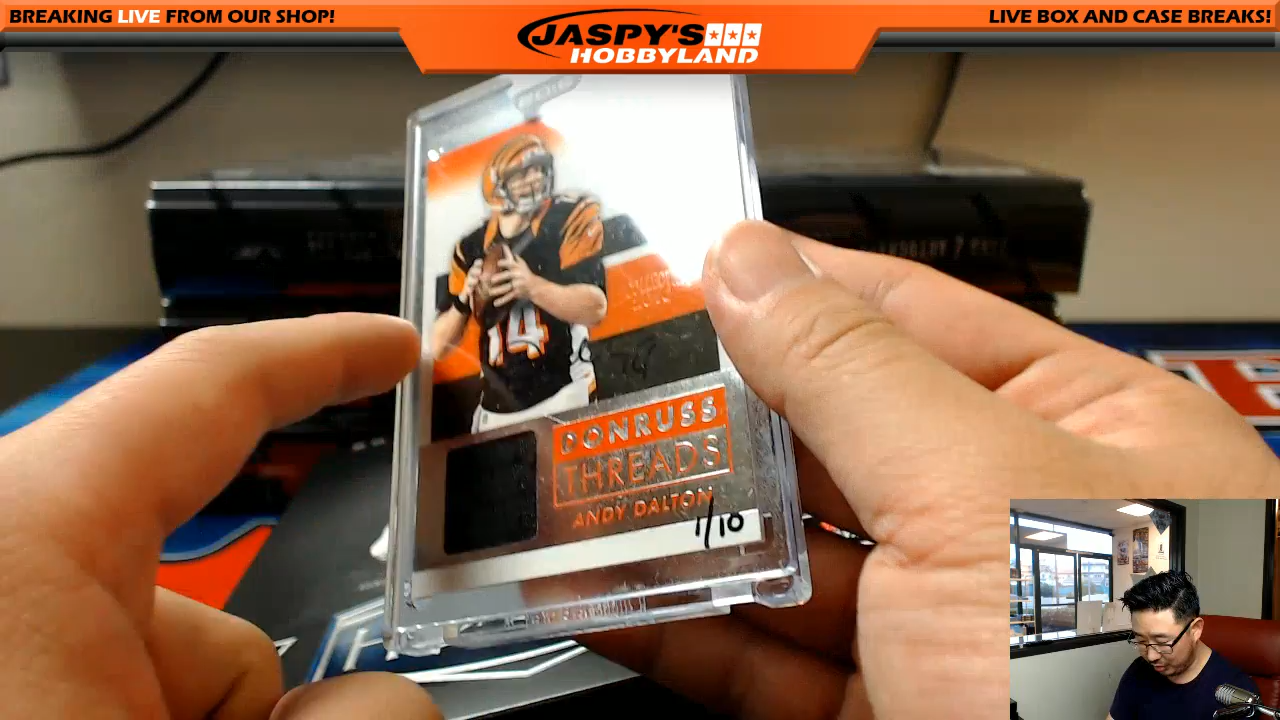 BREAKING LIVE FROM OUR SHOP!
JASPY'S
HOBBYLAND
LIVE BOX AND CASE BREAKS!
14
DONRUSS
THREADS
ANDY DALTON
1/10